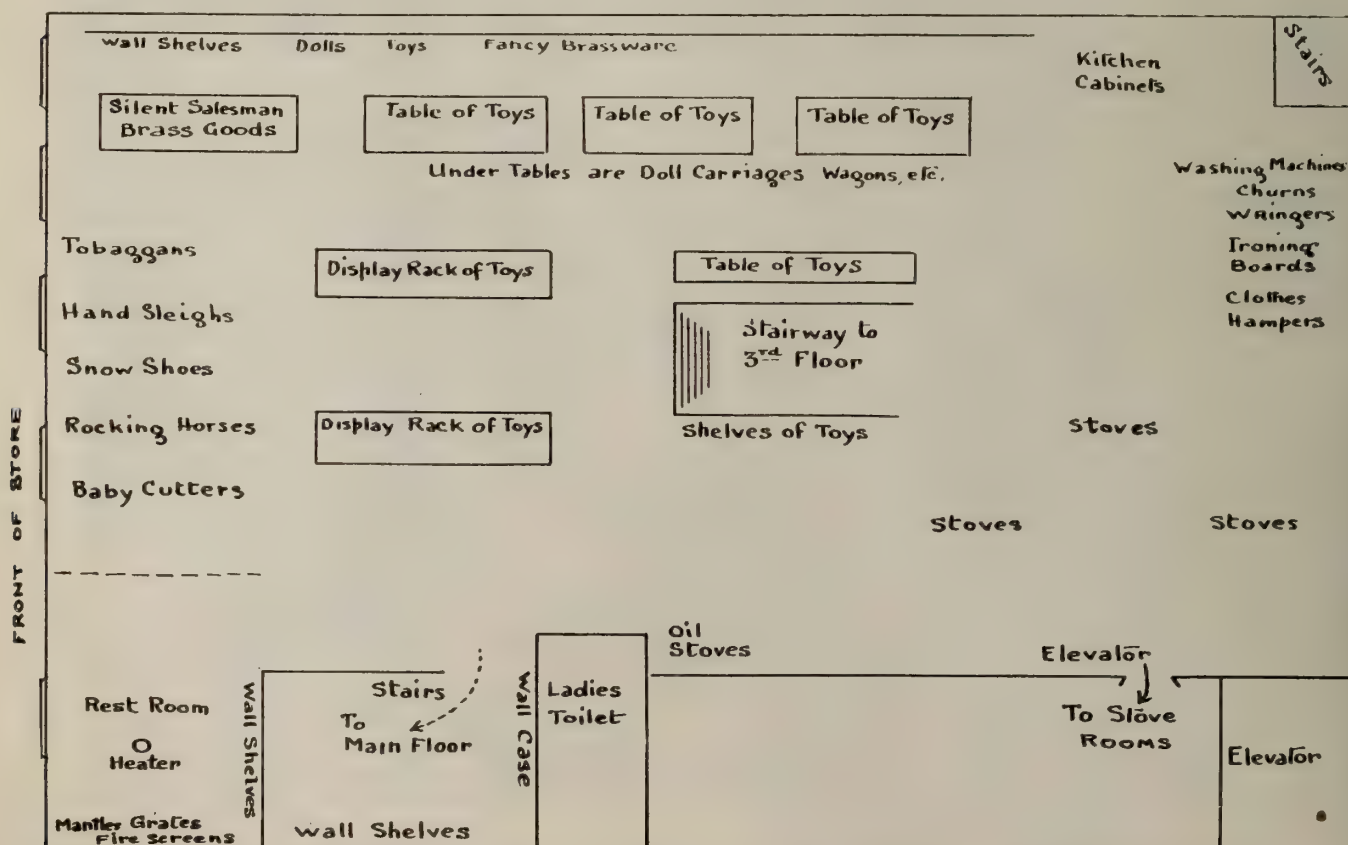 Wall Shelves Dolls Toys Fancy Brassware
Kitchen
Cabinets
Stairs
Silent Salesman
Brass Goods
Table of Toys
Table of Toys
Table of Toys
Under Tables are Doll Carriages Wagons, etc.
Washing Machines
Churns
Wringers
Ironing
Boards
Clothes
Hampers
Tobaggans
Hand Sleighs
Snow Shoes
Rocking Horses
Baby Cutters
Display Rack of Toys
Display Rack of Toys
Table of Toys
Stairway to
3rd Floor
Shelves of Toys
Stoves
Stoves
Stoves
FRONT OF STORE
Oil
Stoves
Elevator
To Stove
Rooms
Elevator
Rest Room
O
Heater
Mantles Grates
Fire Screens
Wall Shelves
Stairs
To
Main Floor
Wall Shelves
Wall Case
Ladies
Toilet